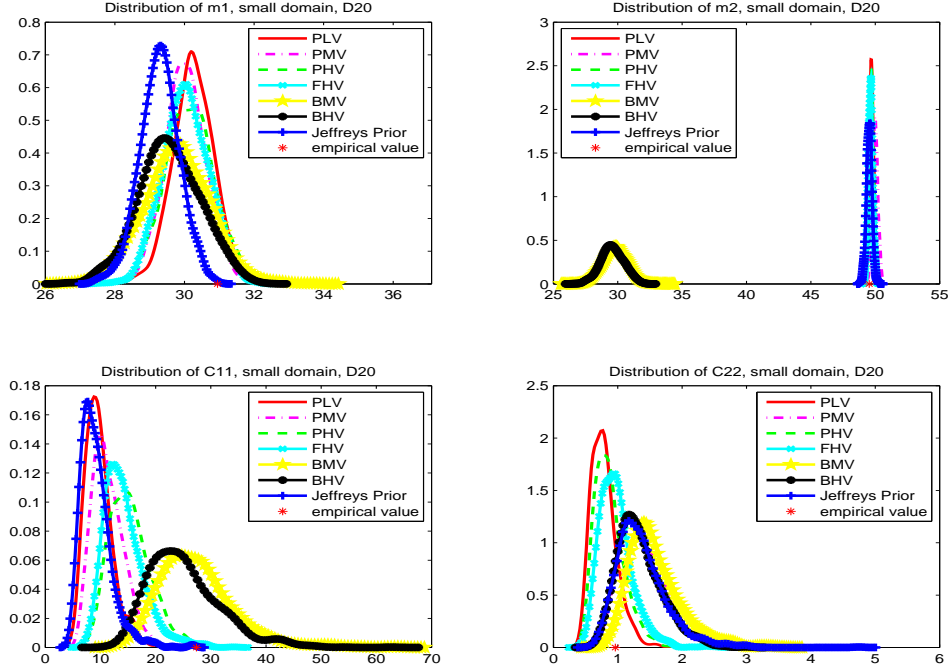 Distribution of m1, small domain, D20
0.8
0.7
0.6
0.5
0.4
0.3
0.2
0.1
0
26 28 30 32 34 36
PLV
PMV
PHV
FHV
BMV
BHV
Jeffreys Prior
empirical value
Distribution of m2, small domain, D20
3
2.5
2
1.5
1
0.5
0
25 30 35 40 45 50 55
PLV
PMV
PHV
FHV
BMV
BHV
Jeffreys Prior
empirical value
Distribution of C11, small domain, D20
0.18
0.16
0.14
0.12
0.1
0.08
0.06
0.04
0.02
0
0 10 20 30 40 50 60 70
PLV
PMV
PHV
FHV
BMV
BHV
Jeffreys Prior
empirical value
Distribution of C22, small domain, D20
2.5
2
1.5
1
0.5
0
0 1 2 3 4 5 6
PLV
PMV
PHV
FHV
BMV
BHV
Jeffreys Prior
empirical value